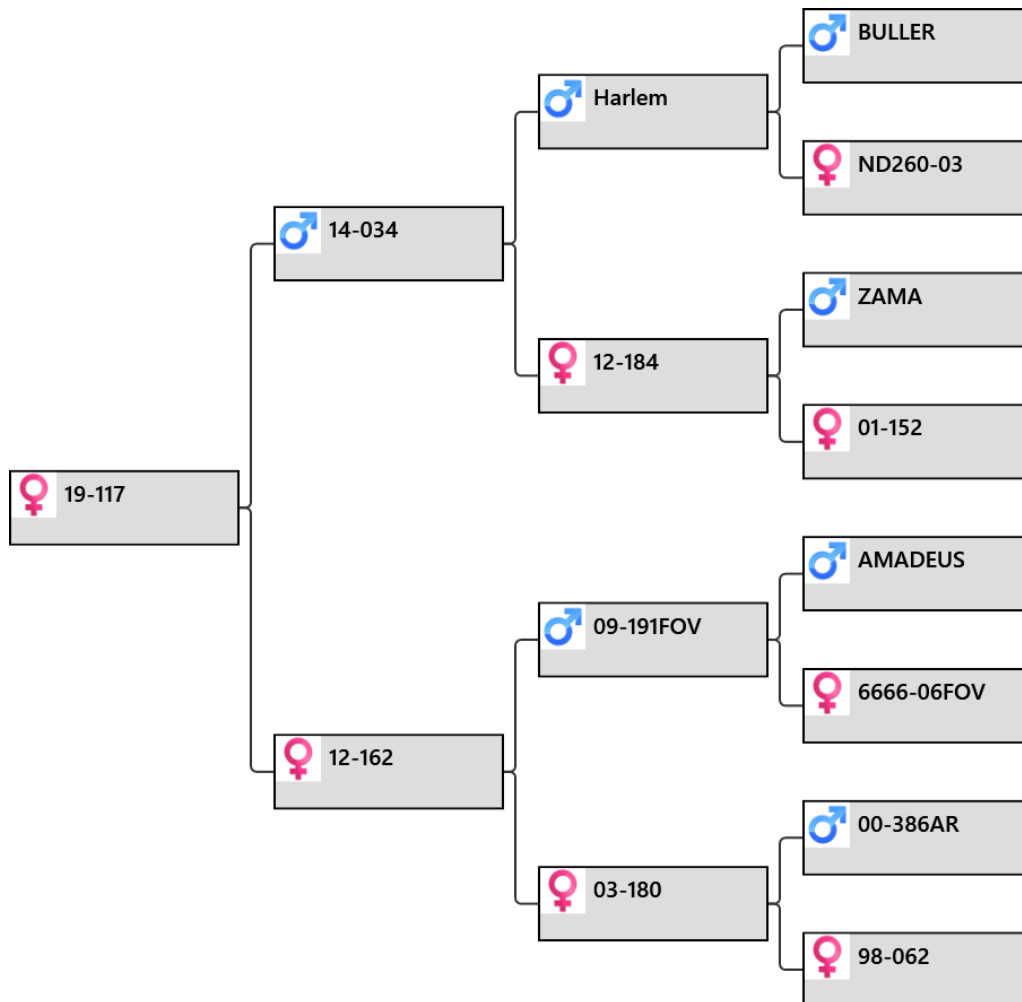 BULLER
Harlem
ND260-03
14-034
ZAMA
12-184
01-152
19-117
AMADEUS
09-191FOV
6666-06FOV
12-162
00-386AR
03-180
98-062